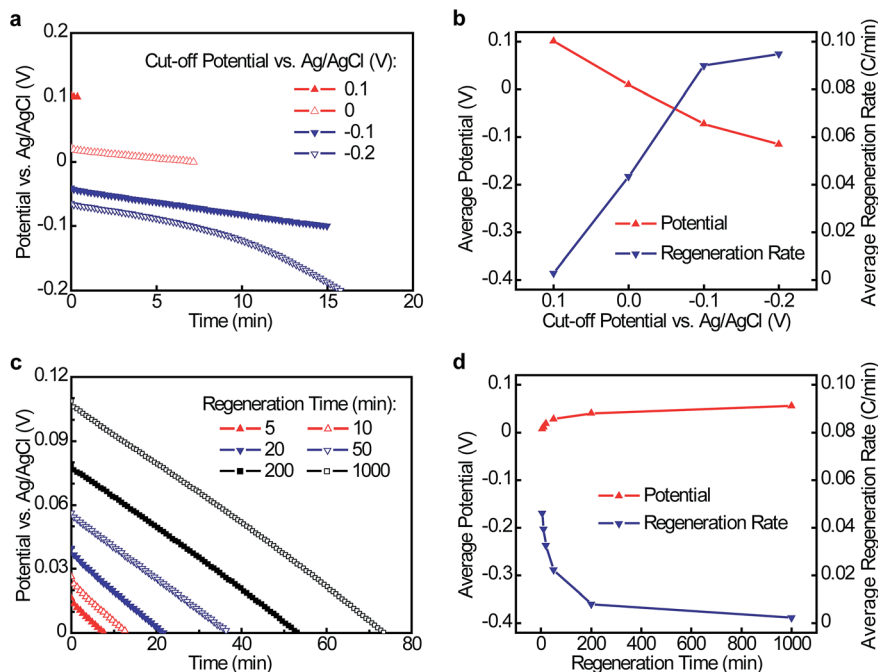 a
0.2
0.1
0
-0.1
-0.2
Potential vs. Ag/AgCl (V)
Cut-off Potential vs. Ag/AgCl (V):
0.1
0
-0.1
-0.2
0 5 10 15 20
Time (min)
b
0.1
0
-0.1
-0.2
-0.3
-0.4
Average Potential (V)
Potential
Regeneration Rate
0.10
0.08
0.06
0.04
0.02
0
Average Regeneration Rate (C/min)
0.1 0.0 -0.1 -0.2
Cut-off Potential vs. Ag/AgCl (V)
c
0.12
0.09
0.06
0.03
0
Potential vs. Ag/AgCl (V)
Regeneration Time (min):
5 10
20 50
200 1000
0 20 40 60 80
Time (min)
d
0.1
0
-0.1
-0.2
-0.3
-0.4
Average Potential (V)
Potential
Regeneration Rate
0.10
0.08
0.06
0.04
0.02
0
Average Regeneration Rate (C/min)
0 200 400 600 800 1000
Regeneration Time (min)